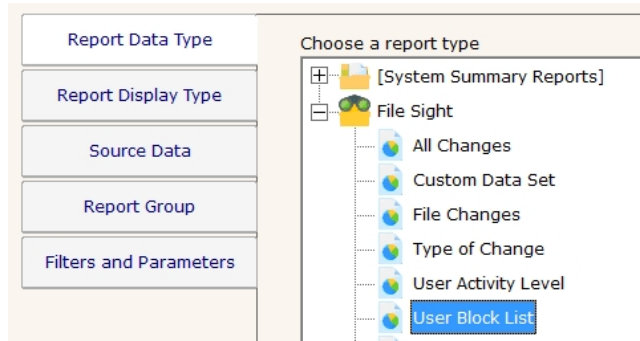 Report Data Type
Report Display Type
Source Data
Report Group
Filters and Parameters
Choose a report type
[System Summary Reports]
File Sight
All Changes
Custom Data Set
File Changes
Type of Change
User Activity Level
User Block List